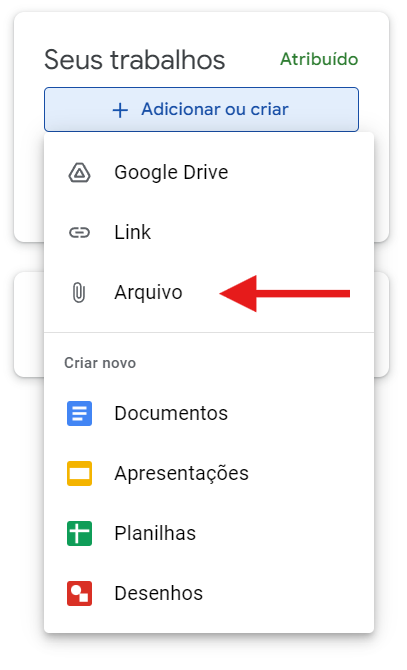 Seus trabalhos
Atribuído
Adicionar ou criar
Google Drive
Link
Arquivo
Criar novo
Documentos
Apresentações
Planilhas
Desenhos